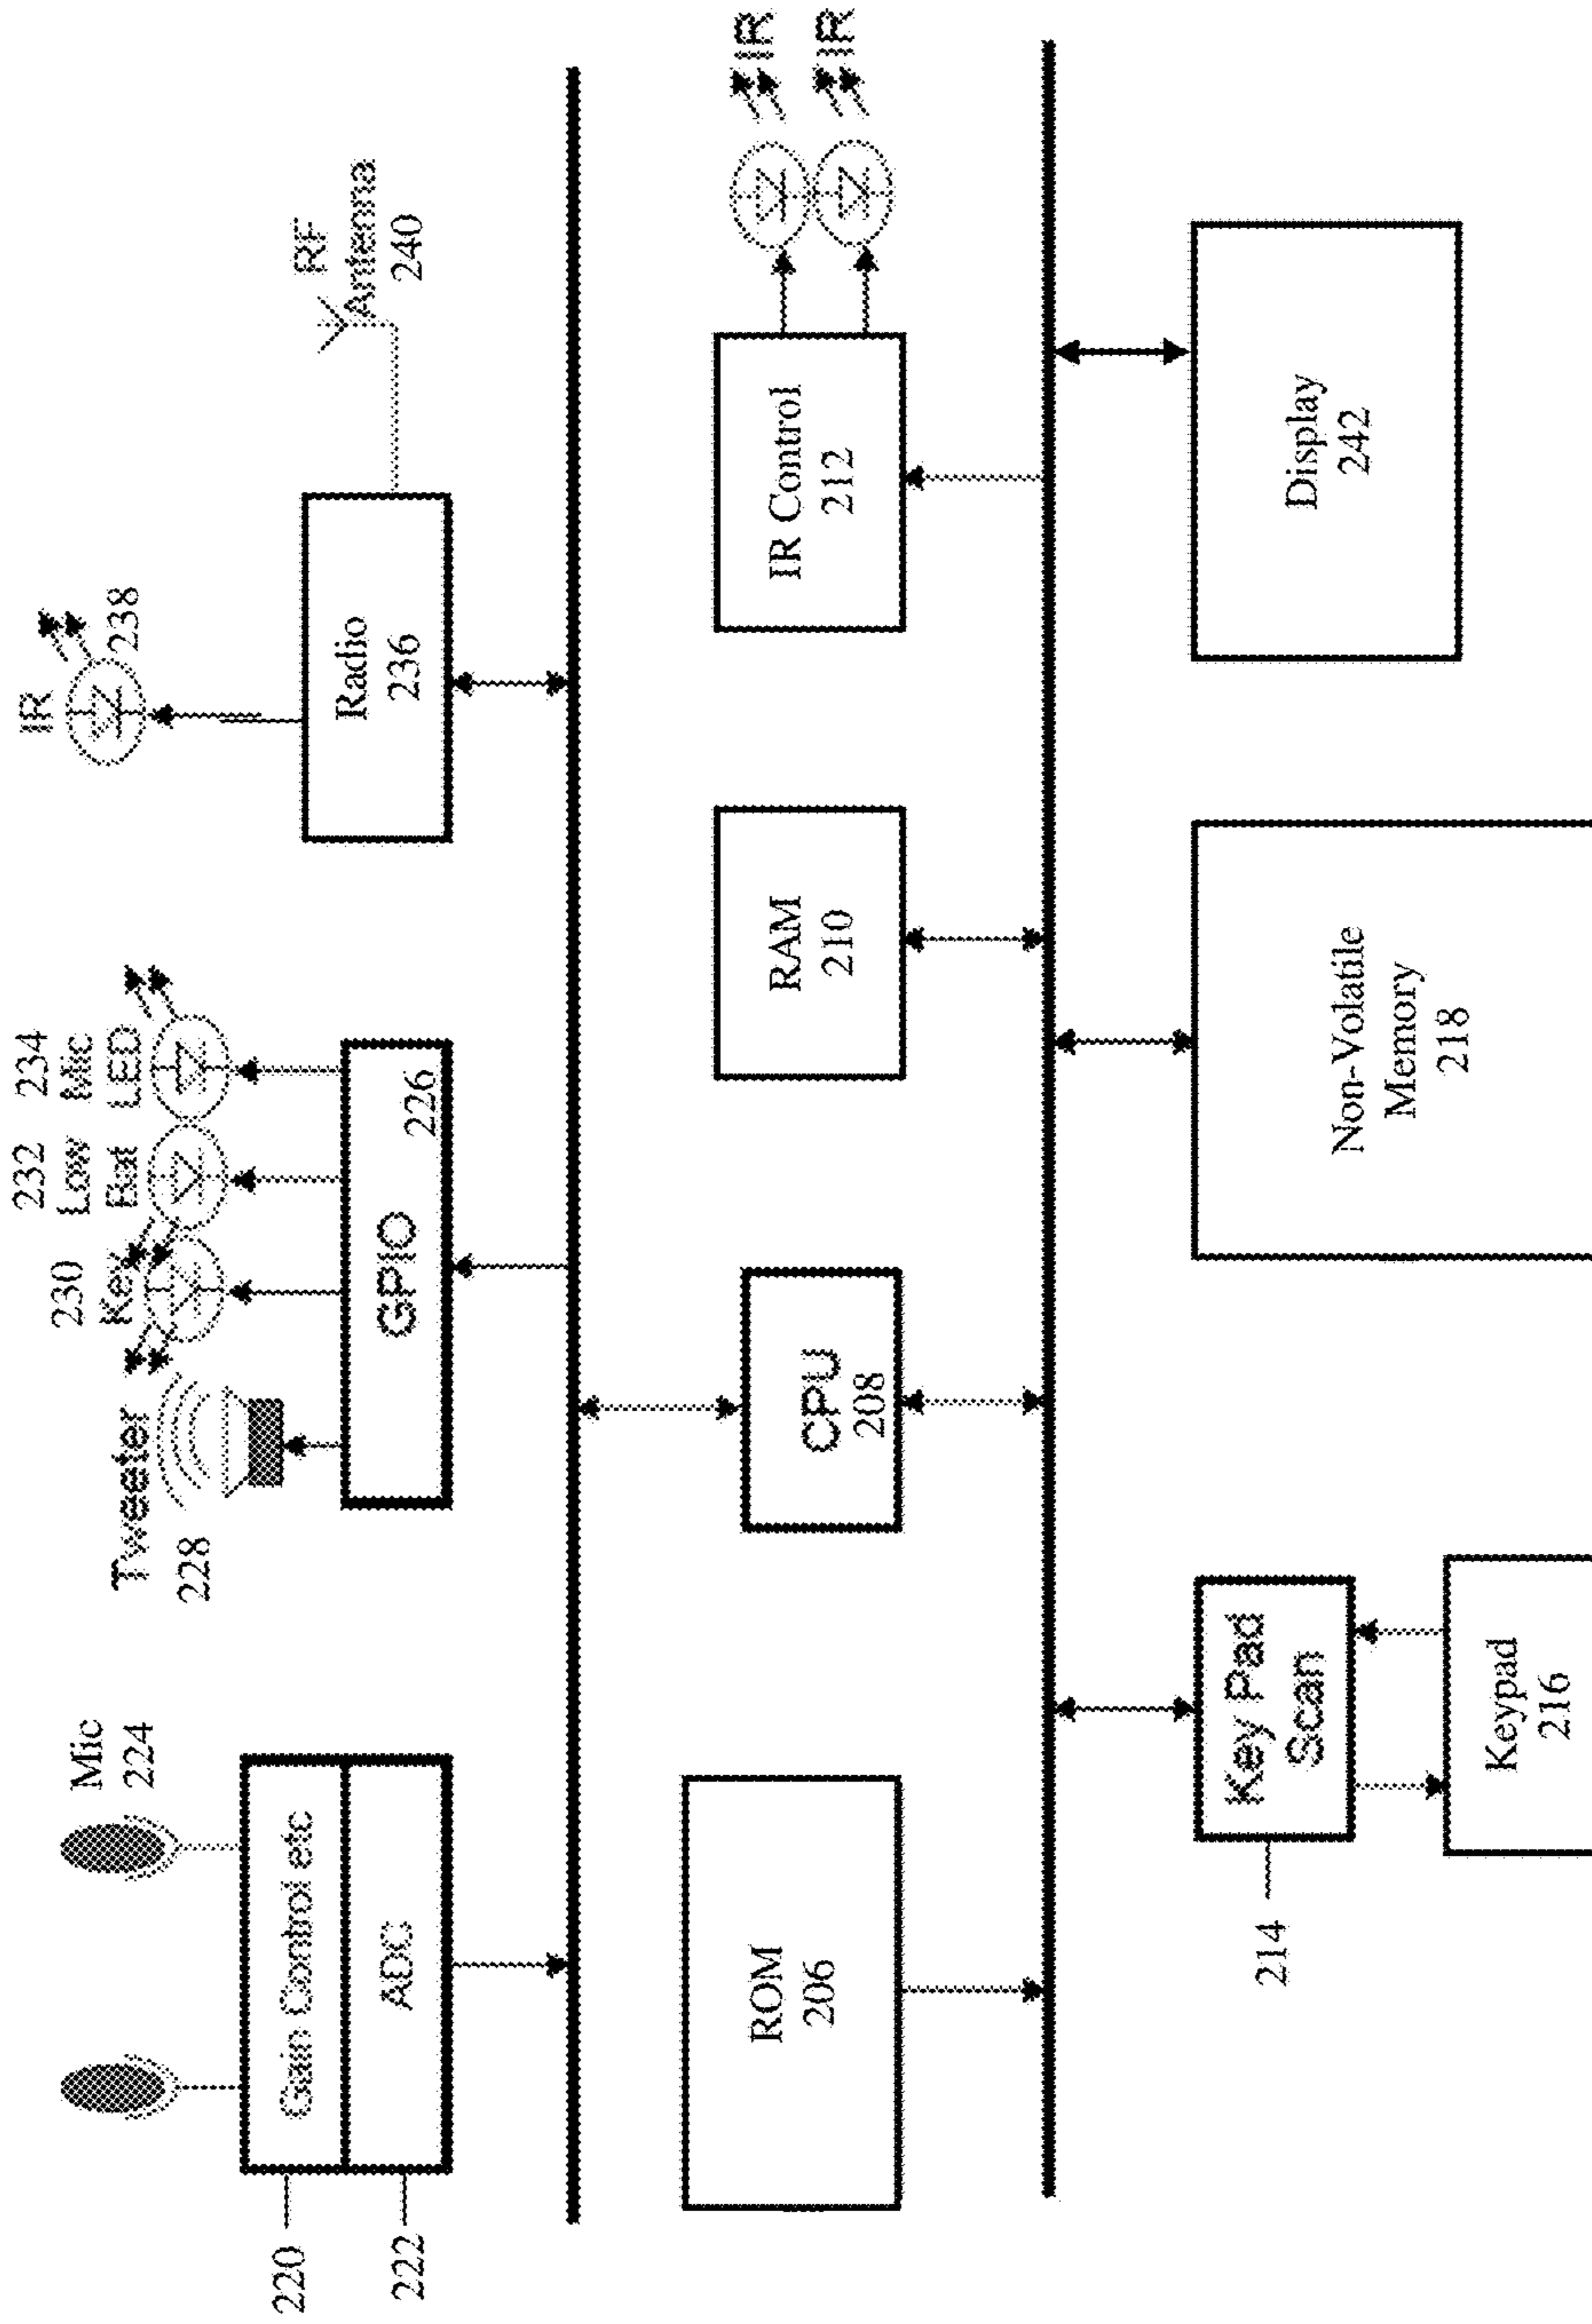 Mic
224
Tweeter
228
230
Key
232
Low
Bat
234
Mic
LED
IR
238
RF
Antenna
240
220
Gain Control etc
222
ADC
GPIO
226
Radio
236
ROM
206
CPU
208
RAM
210
IR Control
212
IR
IR
214
Key Pad
Scan
Keypad
216
Non-Volatile
Memory
218
Display
242